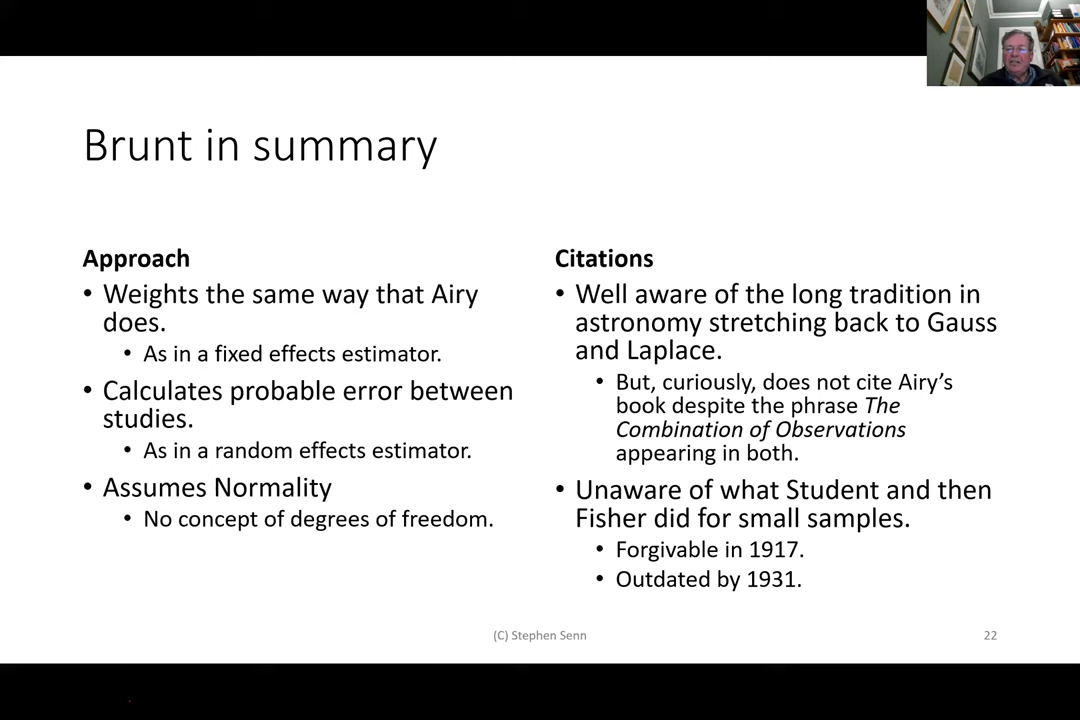 Brunt in summary
Approach
• Weights the same way that Airy
does.
• As in a fixed effects estimator.
• Calculates probable error between
studies.
• As in a random effects estimator.
• Assumes Normality
• No concept of degrees of freedom.
Citations
• Well aware of the long tradition in
astronomy stretching back to Gauss
and Laplace.
• But, curiously, does not cite Airy’s
book despite the phrase The
Combination of Observations
appearing in both.
• Unaware of what Student and then
Fisher did for small samples.
• Forgivable in 1917.
• Outdated by 1931.
(C) Stephen Senn
22